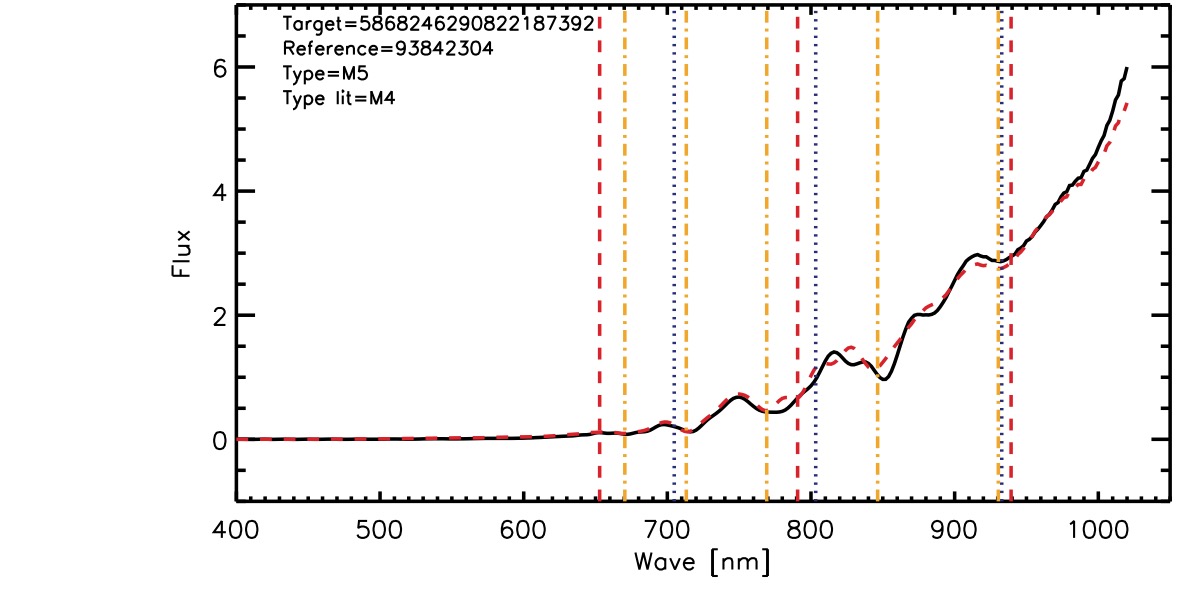 Target=5868246290822187392
Reference=93842304
Type=M5
Type lit=M4
6
4
2
0
Flux
400 500 600 700 800 900 1000
Wave [nm]